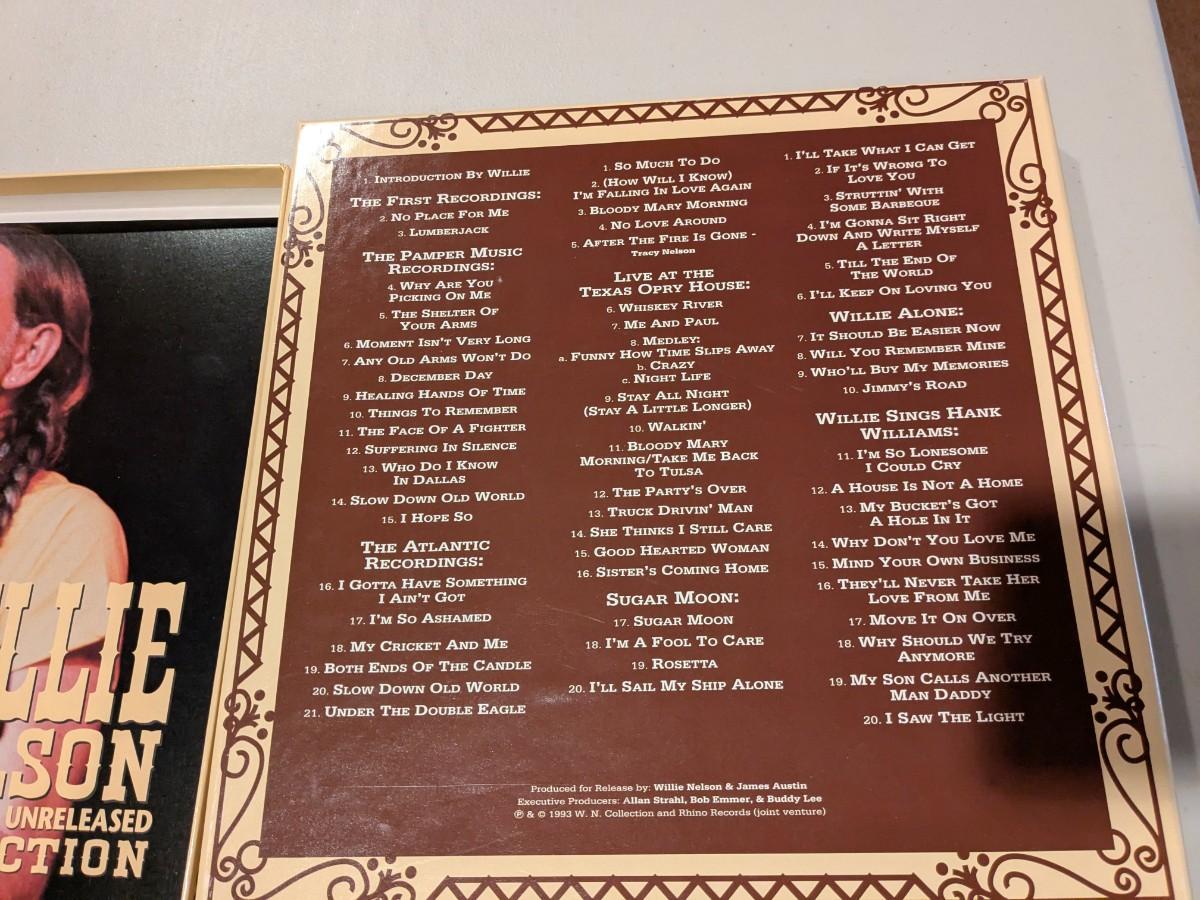 LLIE
SON
UNRELEASED
CTION
1. Introduction By Willie
The First Recordings:
2. No Place For Me
3. Lumberjack
The Pamper Music
Recordings:
4. Why Are You
Picking On Me
5. The Shelter Of
Your Arms
6. Moment Isn't Very Long
7. Any Old Arms Won't Do
8. December Day
9. Healing Hands Of Time
10. Things To Remember
11. The Face Of A Fighter
12. Suffering In Silence
13. Who Do I Know
In Dallas
14. Slow Down Old World
15. I Hope So
The Atlantic
Recordings:
16. I Gotta Have Something
I Ain't Got
17. I'm So Ashamed
18. My Cricket And Me
19. Both Ends Of The Candle
20. Slow Down Old World
21. Under The Double Eagle
1. So Much To Do
2. (How Will I Know)
I'm Falling In Love Again
3. Bloody Mary Morning
4. No Love Around
5. After The Fire Is Gone -
Tracy Nelson
Live at the
Texas Opry House:
6. Whiskey River
7. Me And Paul
8. Medley:
a. Funny How Time Slips Away
b. Crazy
c. Night Life
9. Stay All Night
(Stay A Little Longer)
10. Walkin'
11. Bloody Mary
Morning/Take Me Back
To Tulsa
12. The Party's Over
13. Truck Drivin' Man
14. She Thinks I Still Care
15. Good Hearted Woman
16. Sister's Coming Home
Sugar Moon:
17. Sugar Moon
18. I'm A Fool To Care
19. Rosetta
20. I'll Sail My Ship Alone
1. I'll Take What I Can Get
2. If It's Wrong To
Love You
3. Struttin' With
Some Barbeque
4. I'm Gonna Sit Right
Down And Write Myself
A Letter
5. Till The End Of
The World
6. I'll Keep On Loving You
Willie Alone:
7. It Should Be Easier Now
8. Will You Remember Mine
9. Who'll Buy My Memories
10. Jimmy's Road
Willie Sings Hank
Williams:
11. I'm So Lonesome
I Could Cry
12. A House Is Not A Home
13. My Bucket's Got
A Hole In It
14. Why Don't You Love Me
15. Mind Your Own Business
16. They'll Never Take Her
Love From Me
17. Move It On Over
18. Why Should We Try
Anymore
19. My Son Calls Another
Man Daddy
20. I Saw The Light
Produced for Release by: Willie Nelson & James Austin
Executive Producers: Allan Strahl, Bob Emmer, & Buddy Lee
℗ & © 1993 W. N. Collection and Rhino Records (joint venture)